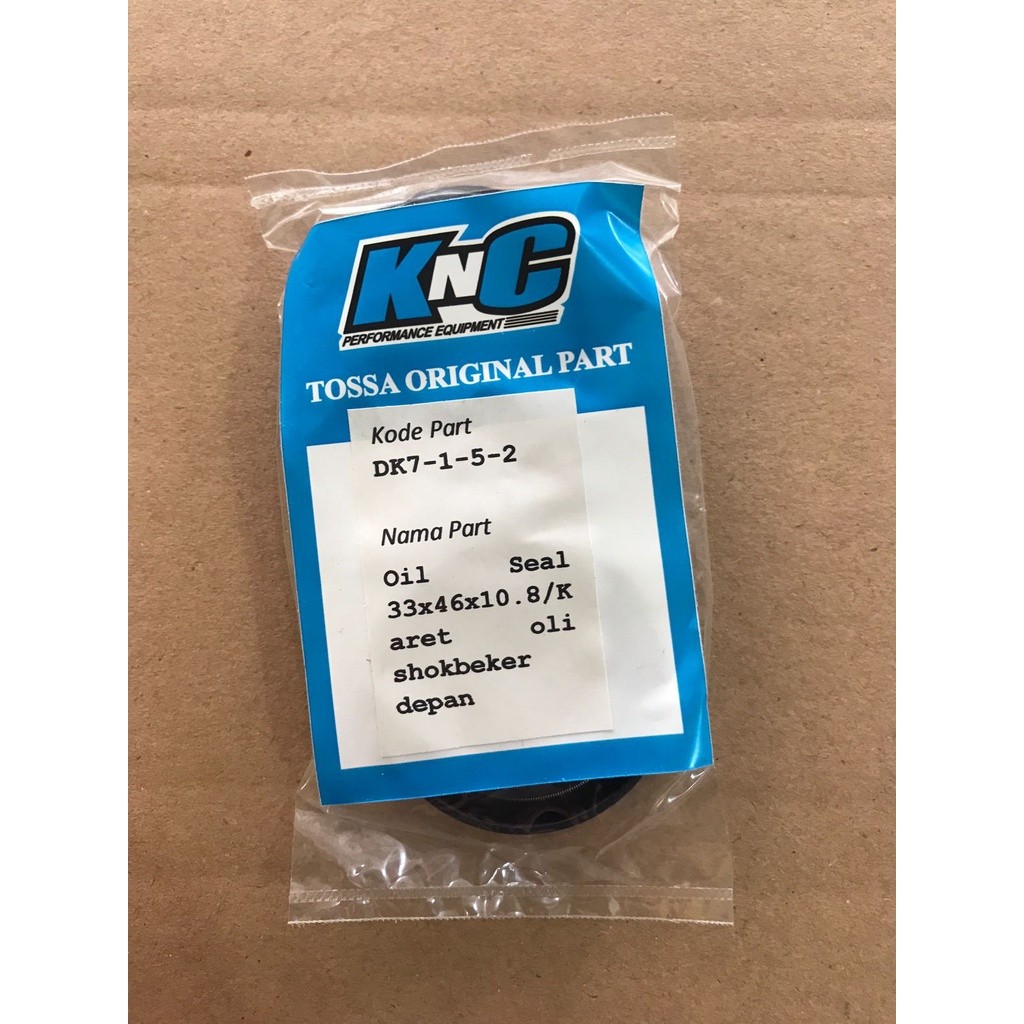 KNC
PERFORMANCE EQUIPMENT
TOSSA ORIGINAL PART
Kode Part
DK7-1-5-2
Nama Part
Oil Seal
33x46x10.8/K
aret oli
shokbeker
depan